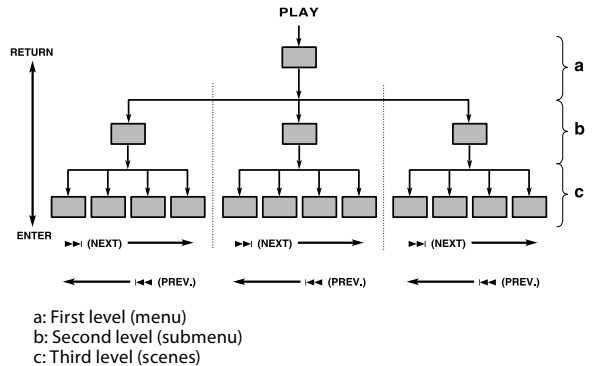 PLAY
RETURN
a
b
c
ENTER
▶▶| (NEXT) ▶▶| (NEXT) ▶▶| (NEXT)
|◀◀ (PREV.) |◀◀ (PREV.) |◀◀ (PREV.)
a: First level (menu)
b: Second level (submenu)
c: Third level (scenes)